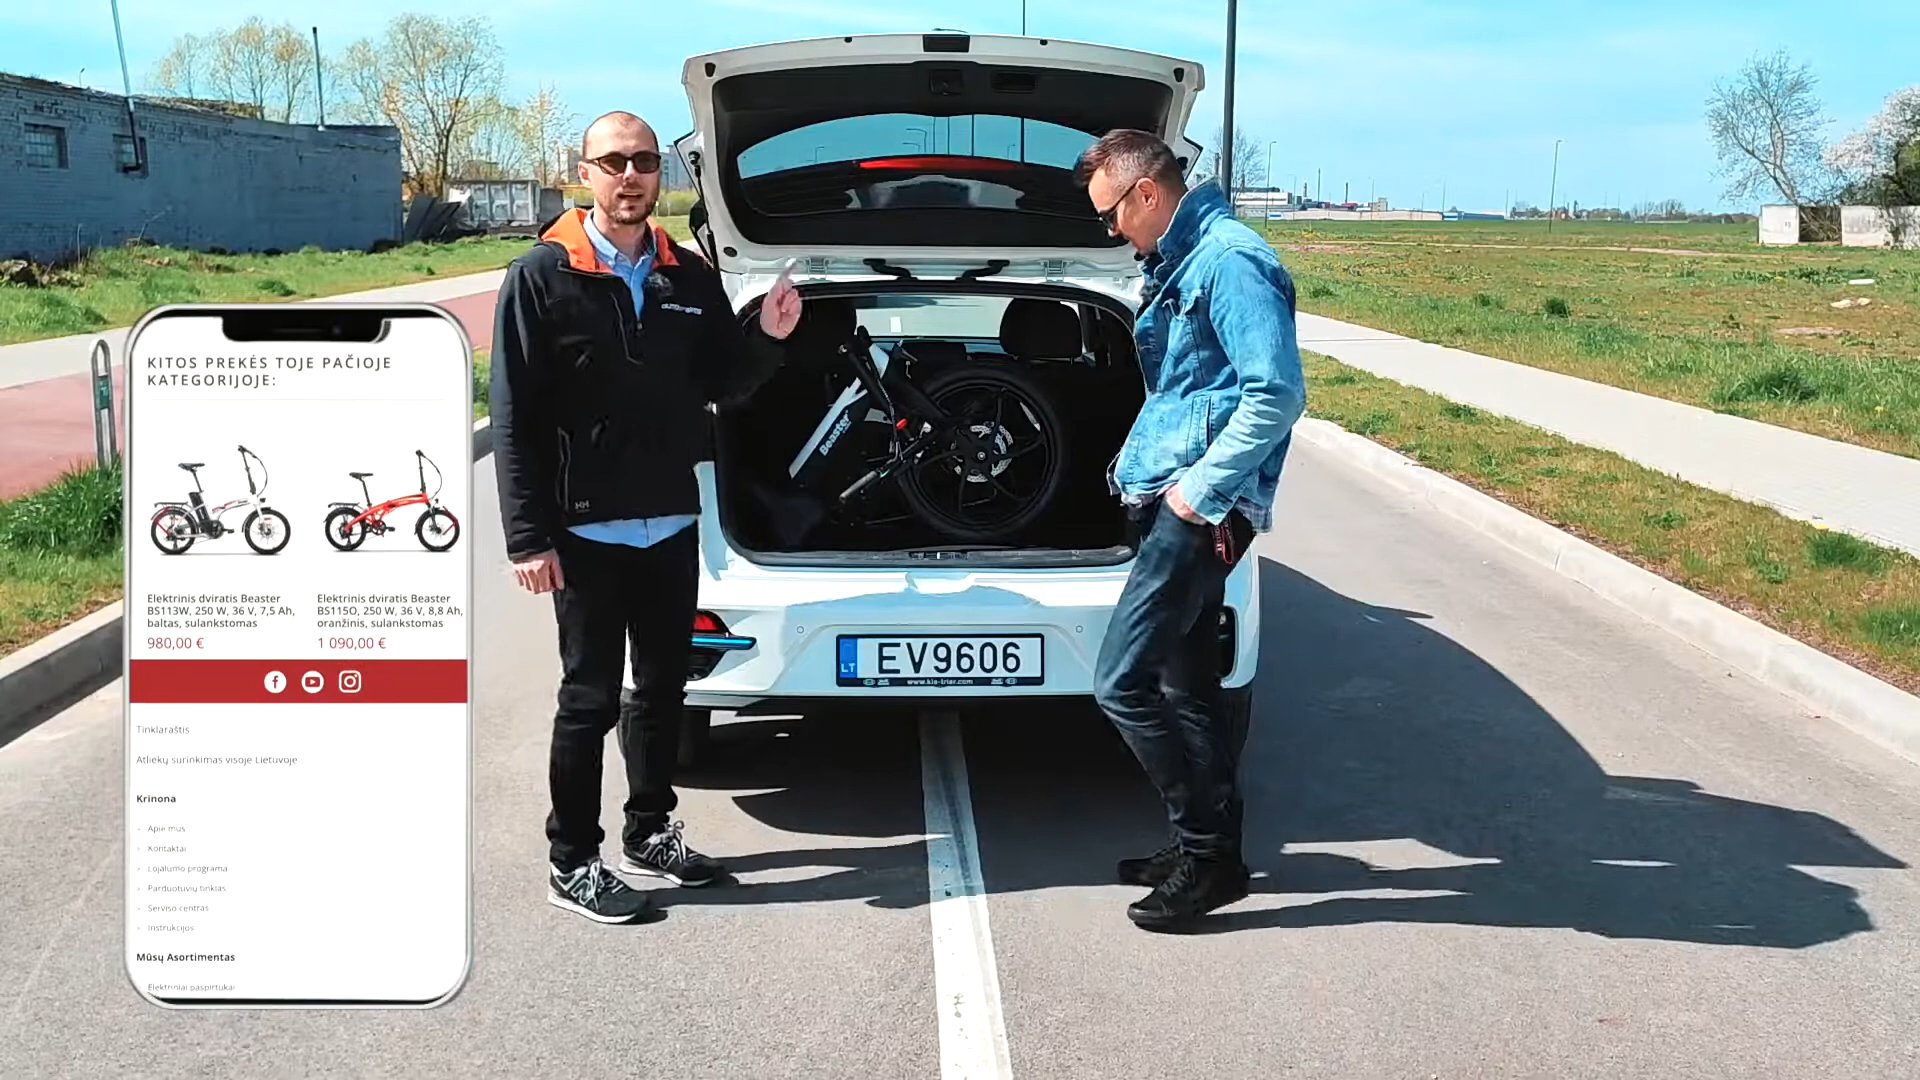 KITOS PREKĖS TOJE PAČIOJE
KATEGORIJOJE:
Elektrinis dviratis Beaster
BS113W, 250 W, 36 V, 7,5 Ah,
baltas, sulankstomas
980,00 €
Elektrinis dviratis Beaster
BS115O, 250 W, 36 V, 8,8 Ah,
oranžinis, sulankstomas
1 090,00 €
Tinklaraštis
Atliekų surinkimas visoje Lietuvoje
Krinona
Apie mus
Kontaktai
Lojalumo programa
Parduotuvių tinklas
Serviso centras
Instrukcijos
Mūsų Asortimentas
Elektriniai paspirtukai
HH
Beaster
LT
EV9606
www.kia-trier.com